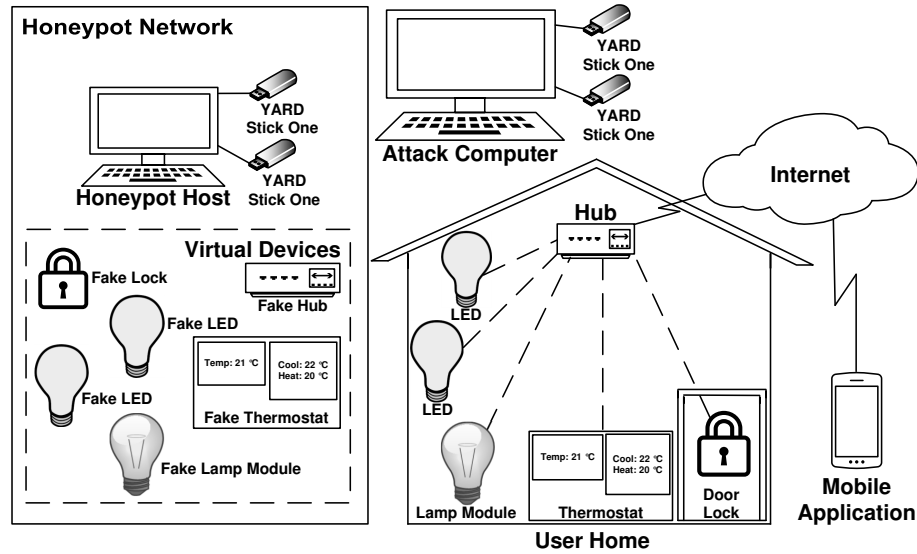 Honeypot Network
YARD
Stick One
YARD
Stick One
Honeypot Host
Virtual Devices
Fake Lock
Fake Hub
Fake LED
Fake LED
Temp: 21 °C
Cool: 22 °C
Heat: 20 °C
Fake Thermostat
Fake Lamp Module
YARD
Stick One
YARD
Stick One
Attack Computer
Internet
Hub
LED
LED
Lamp Module
Temp: 21 °C
Cool: 22 °C
Heat: 20 °C
Thermostat
Door
Lock
User Home
Mobile
Application